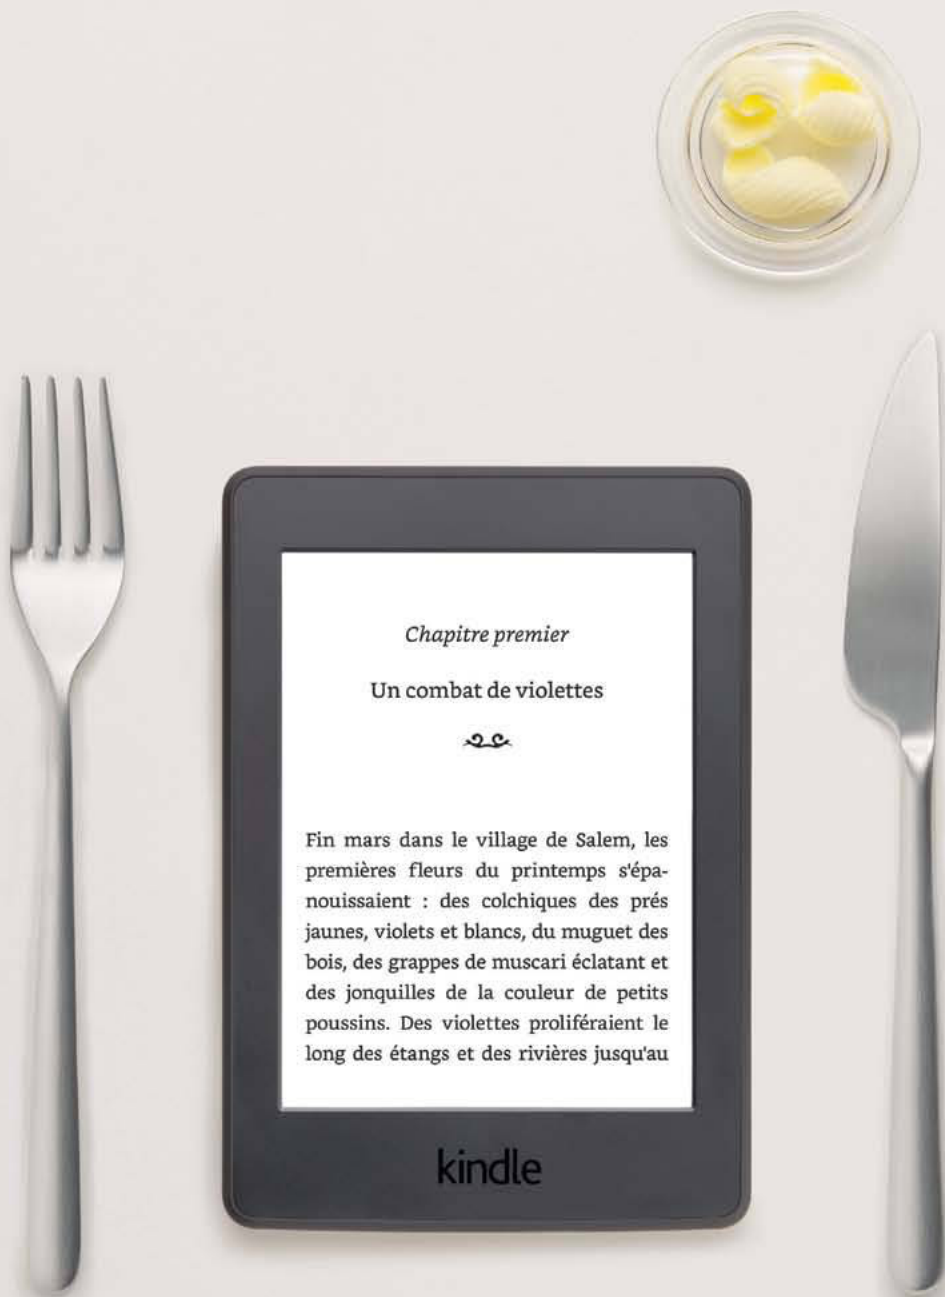 Chapitre premier
Un combat de violettes
Fin mars dans le village de Salem, les
premières fleurs du printemps s'épa-
nouissaient : des colchiques des prés
jaunes, violets et blancs, du muguet des
bois, des grappes de muscari éclatant et
des jonquilles de la couleur de petits
poussins. Des violettes proliféraient le
long des étangs et des rivières jusqu'au
kindle